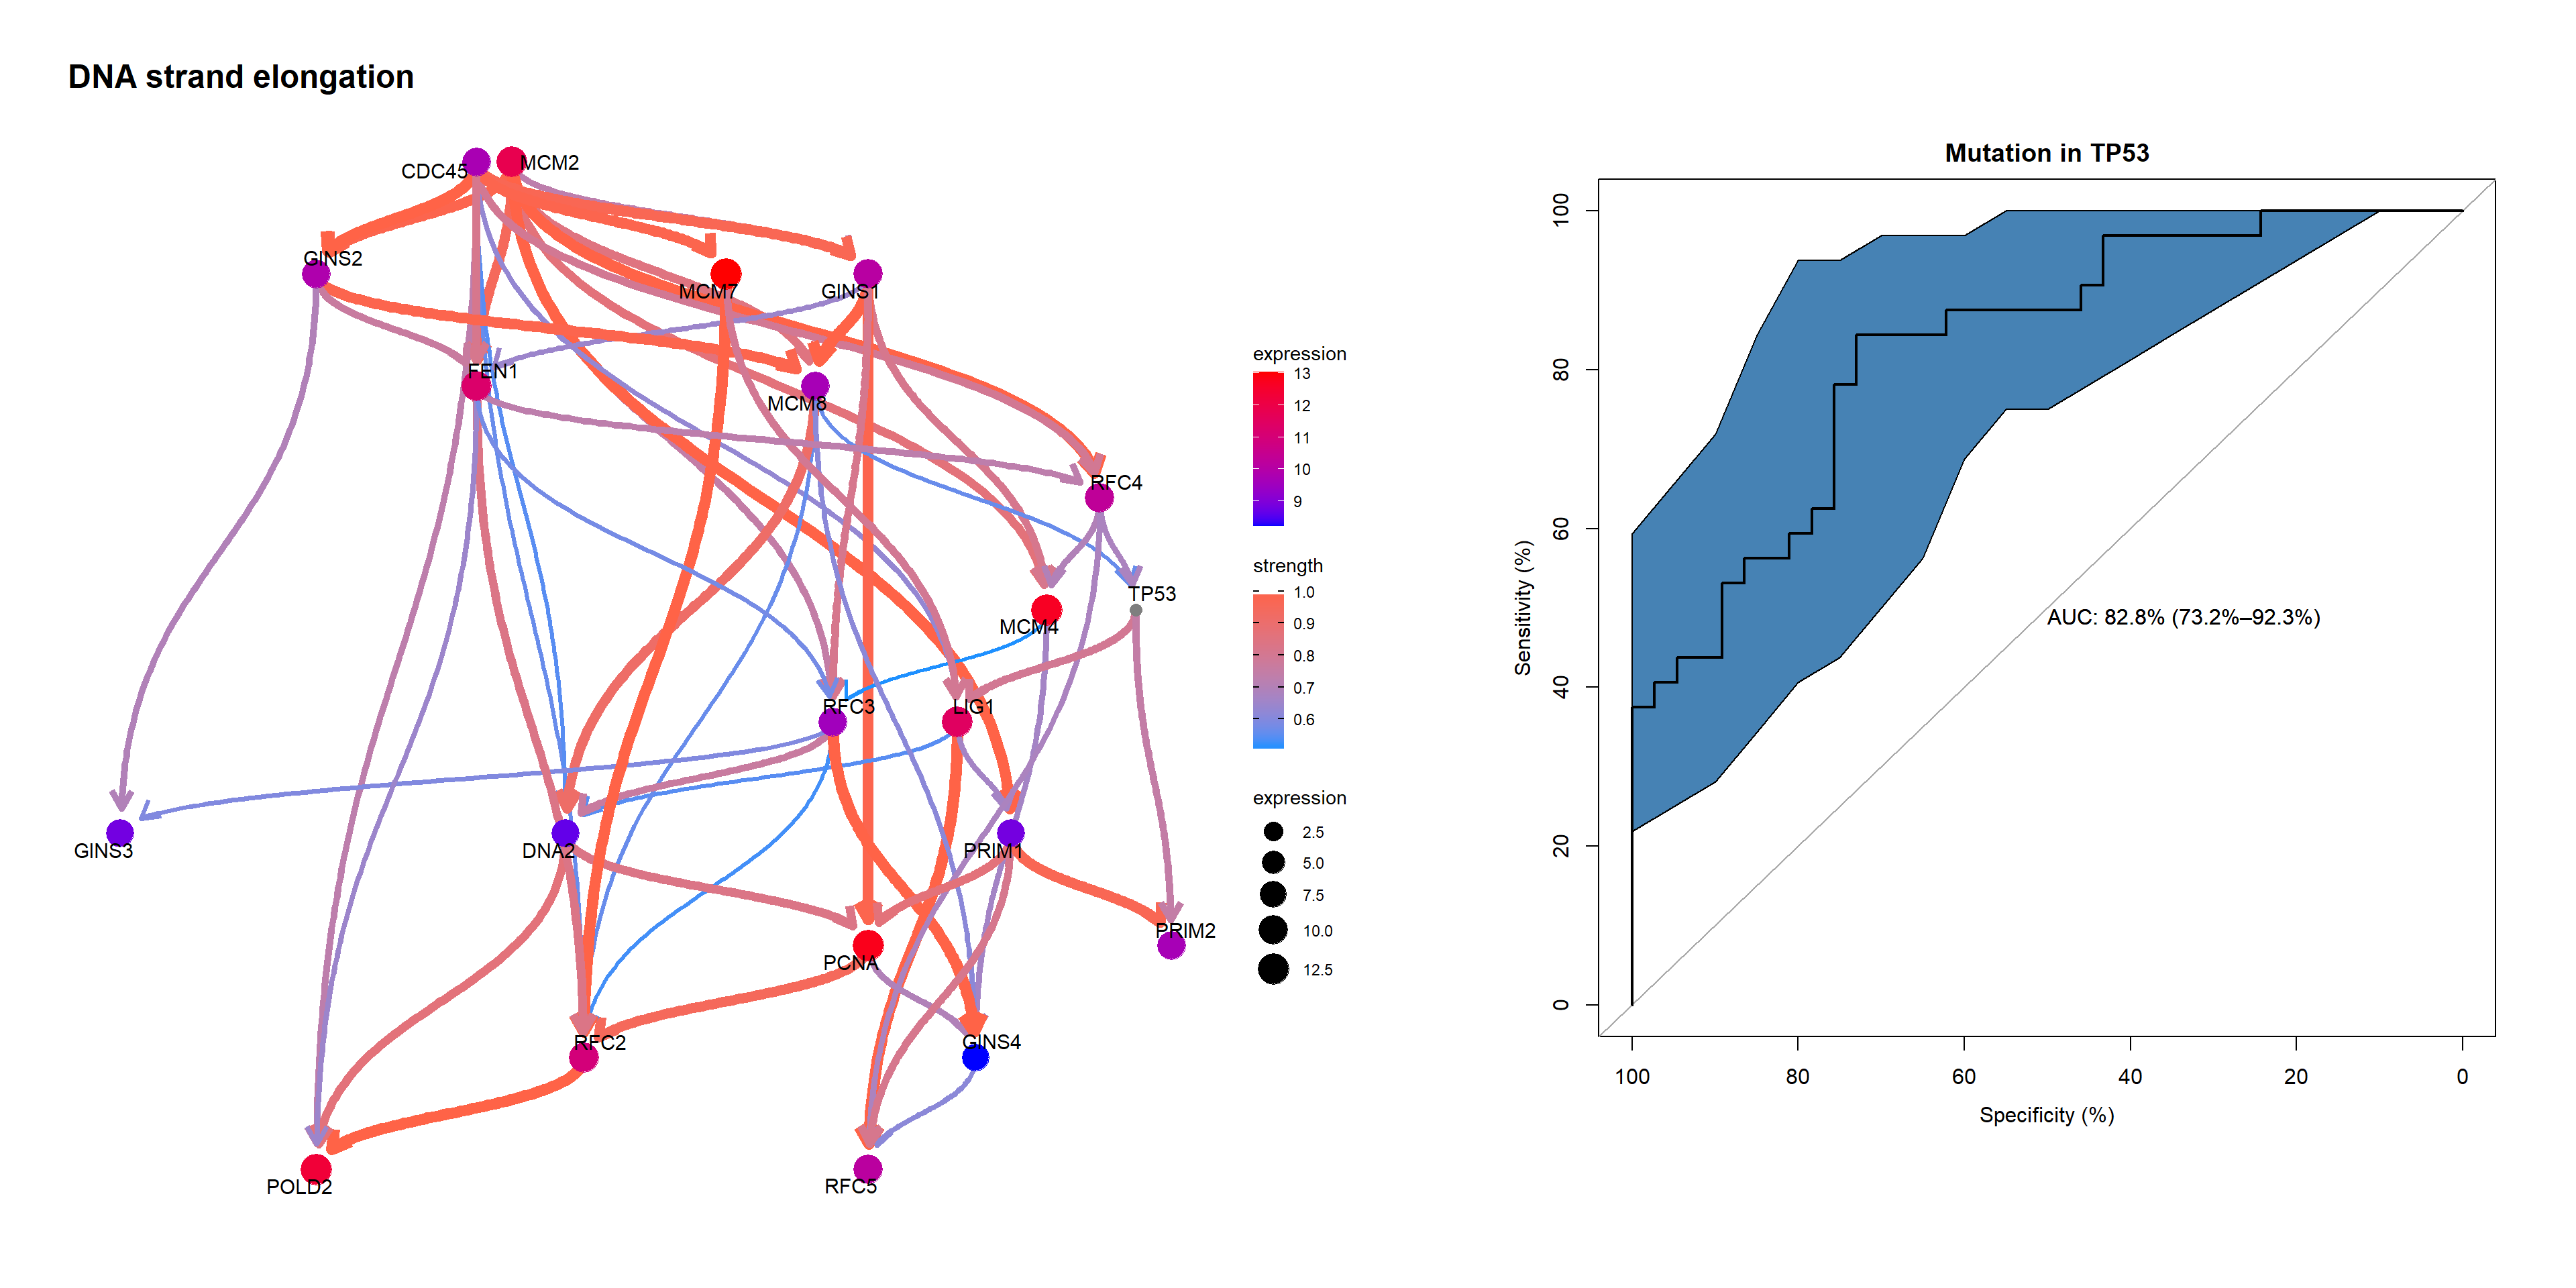 DNA strand elongation
CDC45
MCM2
GINS2
MCM7
GINS1
FEN1
MCM8
RFC4
TP53
MCM4
RFC3
LIG1
GINS3
DNA2
PRIM1
PRIM2
PCNA
RFC2
GINS4
POLD2
RFC5
expression
13
12
11
10
9
strength
1.0
0.9
0.8
0.7
0.6
expression
2.5
5.0
7.5
10.0
12.5
Mutation in TP53
Sensitivity (%)
100
80
60
40
20
0
AUC: 82.8% (73.2%–92.3%)
100 80 60 40 20 0
Specificity (%)